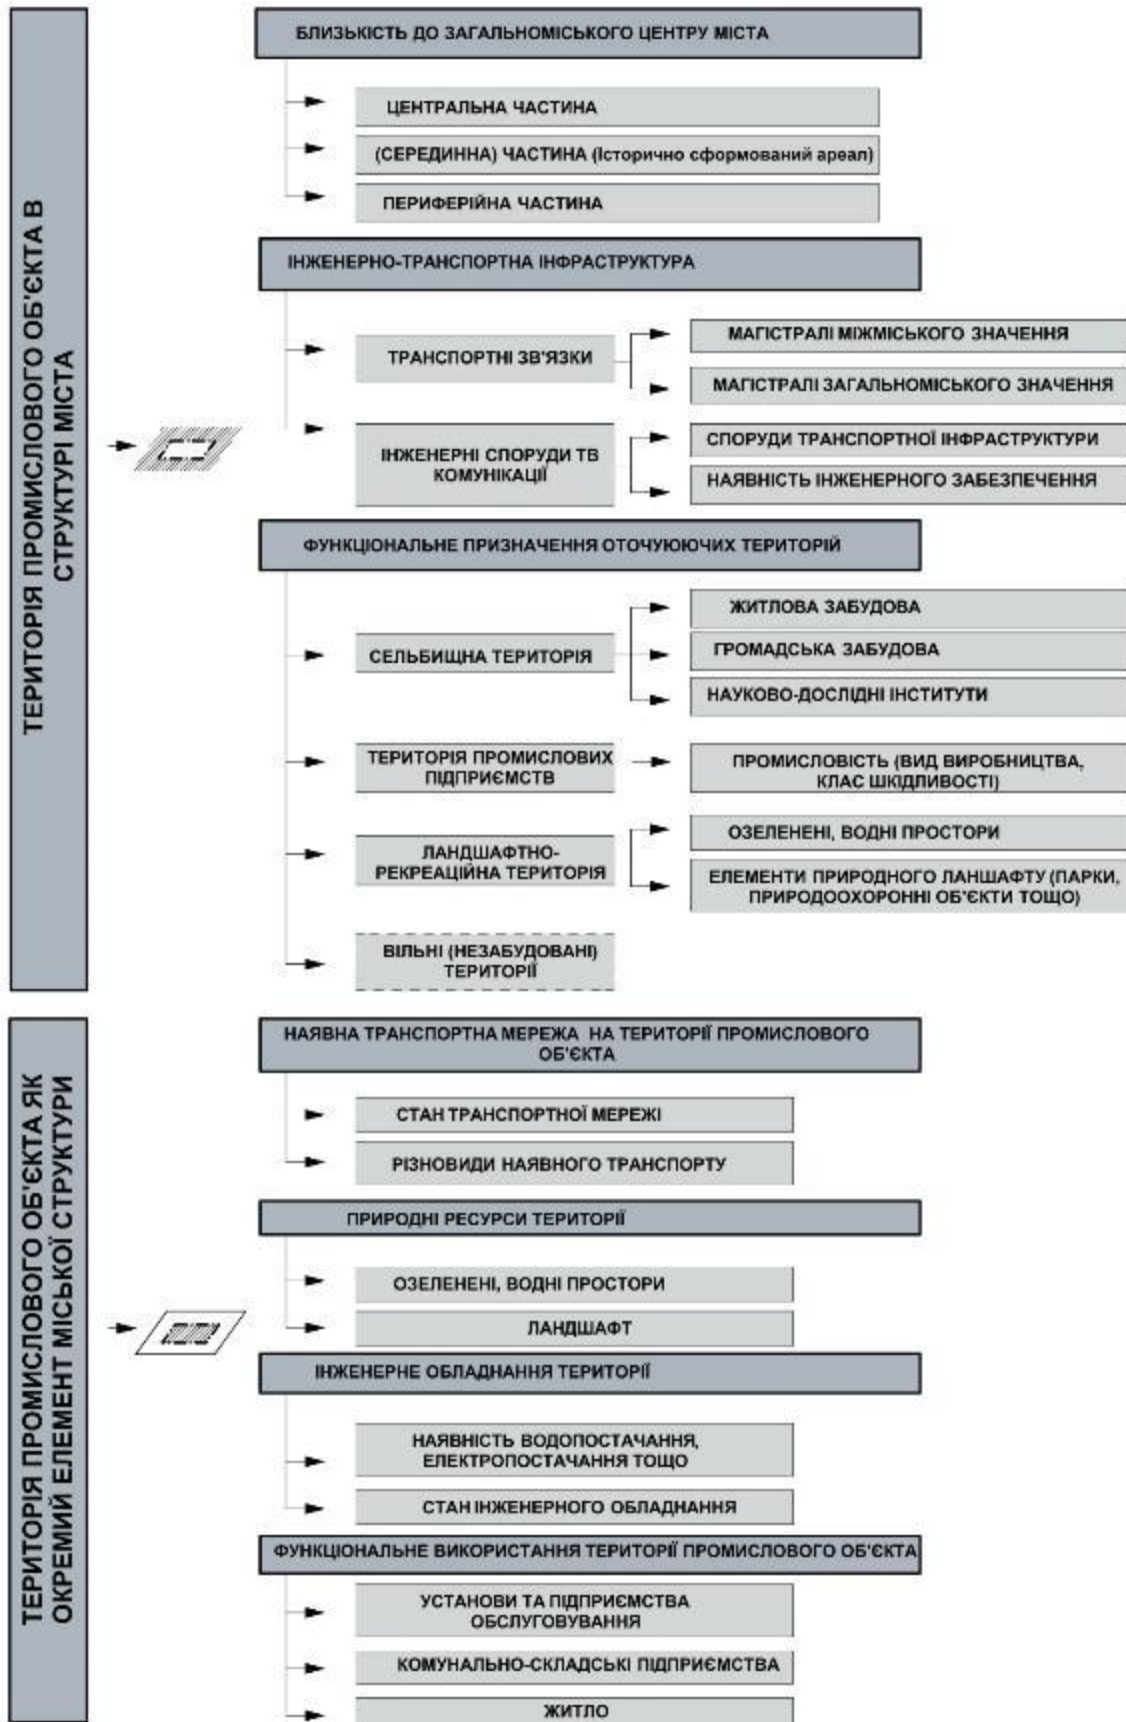 ТЕРИТОРІЯ ПРОМИСЛОВОГО ОБ'ЄКТА В
СТРУКТУРІ МІСТА
БЛИЗЬКІСТЬ ДО ЗАГАЛЬНОМІСЬКОГО ЦЕНТРУ МІСТА
ЦЕНТРАЛЬНА ЧАСТИНА
(СЕРЕДИННА) ЧАСТИНА (Історично сформований ареал)
ПЕРИФЕРІЙНА ЧАСТИНА
ІНЖЕНЕРНО-ТРАНСПОРТНА ІНФРАСТРУКТУРА
ТРАНСПОРТНІ ЗВ'ЯЗКИ
МАГІСТРАЛІ МІЖМІСЬКОГО ЗНАЧЕННЯ
МАГІСТРАЛІ ЗАГАЛЬНОМІСЬКОГО ЗНАЧЕННЯ
ІНЖЕНЕРНІ СПОРУДИ ТВ
КОМУНІКАЦІЇ
СПОРУДИ ТРАНСПОРТНОЇ ІНФРАСТРУКТУРИ
НАЯВНІСТЬ ІНЖЕНЕРНОГО ЗАБЕЗПЕЧЕННЯ
ФУНКЦІОНАЛЬНЕ ПРИЗНАЧЕННЯ ОТОЧУЮЮЧИХ ТЕРИТОРІЙ
СЕЛЬБИЩНА ТЕРИТОРІЯ
ЖИТЛОВА ЗАБУДОВА
ГРОМАДСЬКА ЗАБУДОВА
НАУКОВО-ДОСЛІДНІ ІНСТИТУТИ
ТЕРИТОРІЯ ПРОМИСЛОВИХ
ПІДПРИЄМСТВ
ПРОМИСЛОВІСТЬ (ВИД ВИРОБНИЦТВА,
КЛАС ШКІДЛИВОСТІ)
ЛАНДШАФТНО-
РЕКРЕАЦІЙНА ТЕРИТОРІЯ
ОЗЕЛЕНЕНІ, ВОДНІ ПРОСТОРИ
ЕЛЕМЕНТИ ПРИРОДНОГО ЛАНШАФТУ (ПАРКИ,
ПРИРОДООХОРОННІ ОБ'ЄКТИ ТОЩО)
ВІЛЬНІ (НЕЗАБУДОВАНІ)
ТЕРИТОРІЇ
ТЕРИТОРІЯ ПРОМИСЛОВОГО ОБ'ЄКТА ЯК
ОКРЕМИЙ ЕЛЕМЕНТ МІСЬКОЇ СТРУКТУРИ
НАЯВНА ТРАНСПОРТНА МЕРЕЖА НА ТЕРИТОРІЇ ПРОМИСЛОВОГО
ОБ'ЄКТА
СТАН ТРАНСПОРТНОЇ МЕРЕЖІ
РІЗНОВИДИ НАЯВНОГО ТРАНСПОРТУ
ПРИРОДНІ РЕСУРСИ ТЕРИТОРІЇ
ОЗЕЛЕНЕНІ, ВОДНІ ПРОСТОРИ
ЛАНДШАФТ
ІНЖЕНЕРНЕ ОБЛАДНАННЯ ТЕРИТОРІЇ
НАЯВНІСТЬ ВОДОПОСТАЧАННЯ,
ЕЛЕКТРОПОСТАЧАННЯ ТОЩО
СТАН ІНЖЕНЕРНОГО ОБЛАДНАННЯ
ФУНКЦІОНАЛЬНЕ ВИКОРИСТАННЯ ТЕРИТОРІЇ ПРОМИСЛОВОГО ОБ'ЄКТА
УСТАНОВИ ТА ПІДПРИЄМСТВА
ОБСЛУГОВУВАННЯ
КОМУНАЛЬНО-СКЛАДСЬКІ ПІДПРИЄМСТВА
ЖИТЛО